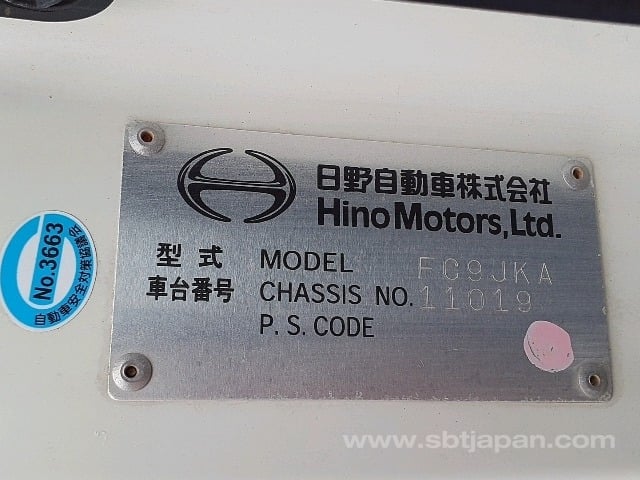 日野自動車株式会社
Hino Motors, Ltd.
型式 MODEL FC9JKA
車台番号 CHASSIS NO. 11019
P. S. CODE
No.3663
自動車安全対策協議会
www.sbtjapan.com